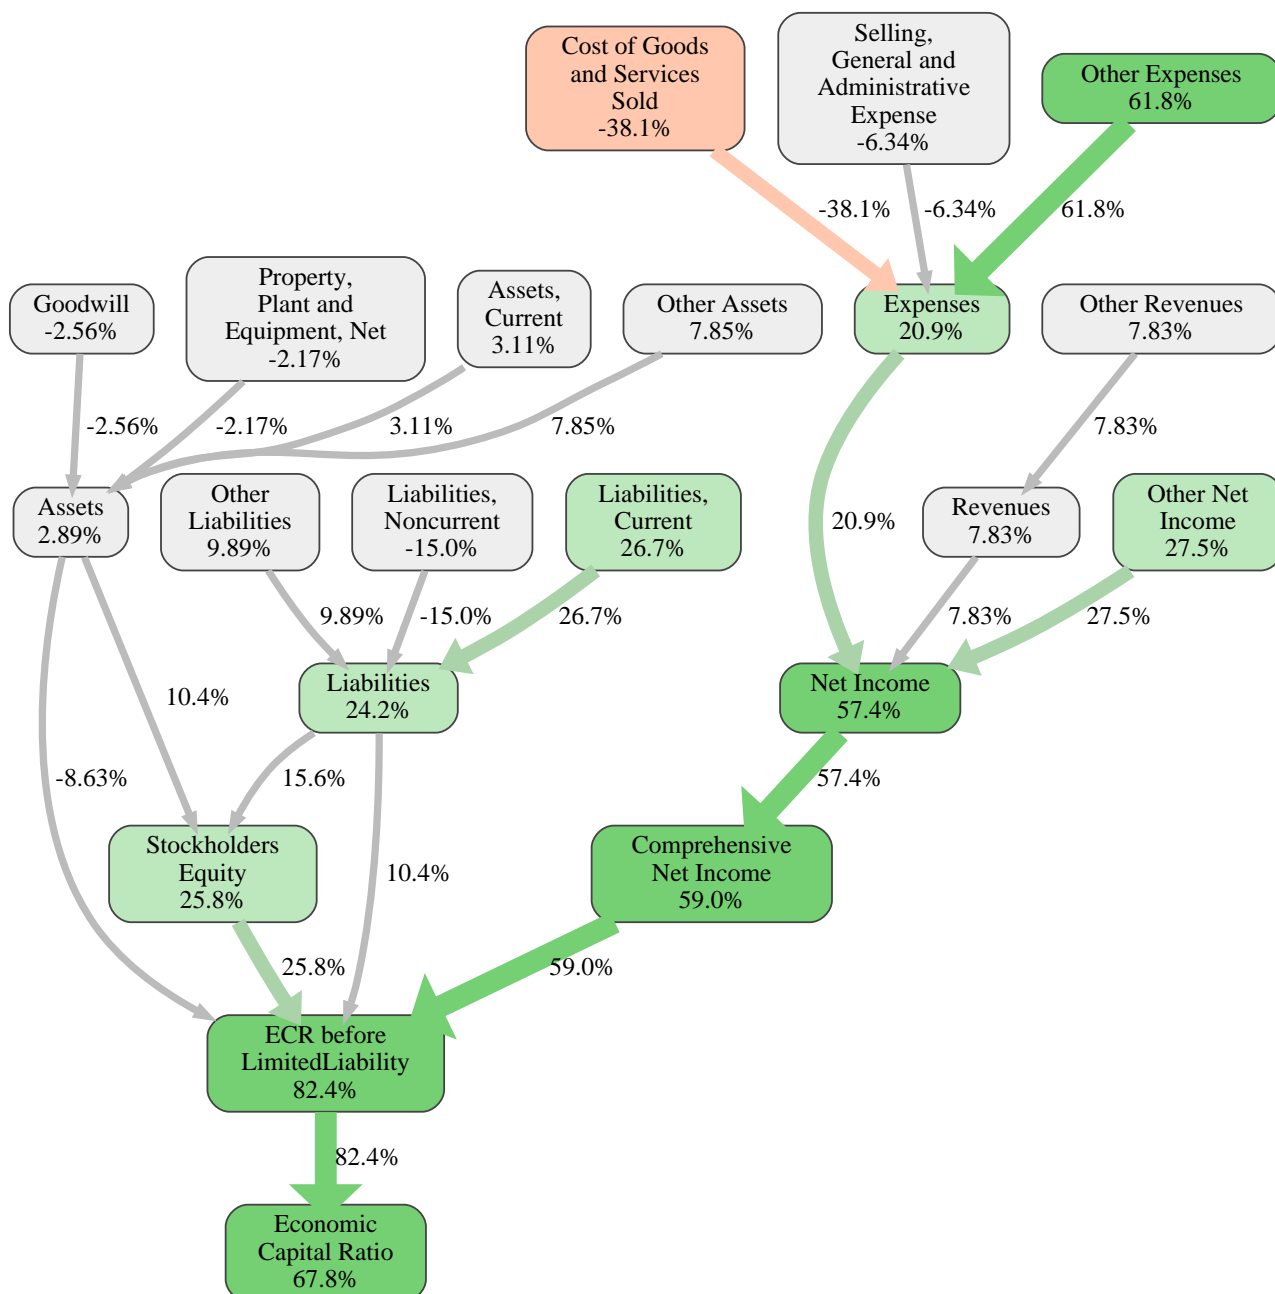 Cost of Goods
and Services
Sold
-38.1%
Selling,
General and
Administrative
Expense
-6.34%
Other Expenses
61.8%
-38.1%
-6.34%
61.8%
Goodwill
-2.56%
Property,
Plant and
Equipment, Net
-2.17%
Assets,
Current
3.11%
Other Assets
7.85%
Expenses
20.9%
Other Revenues
7.83%
-2.56%
-2.17%
3.11%
7.85%
7.83%
Assets
2.89%
Other
Liabilities
9.89%
Liabilities,
Noncurrent
-15.0%
Liabilities,
Current
26.7%
20.9%
Revenues
7.83%
Other Net
Income
27.5%
9.89%
-15.0%
26.7%
7.83%
27.5%
10.4%
Liabilities
24.2%
Net Income
57.4%
-8.63%
15.6%
57.4%
Stockholders
Equity
25.8%
10.4%
Comprehensive
Net Income
59.0%
25.8%
59.0%
ECR before
LimitedLiability
82.4%
82.4%
Economic
Capital Ratio
67.8%